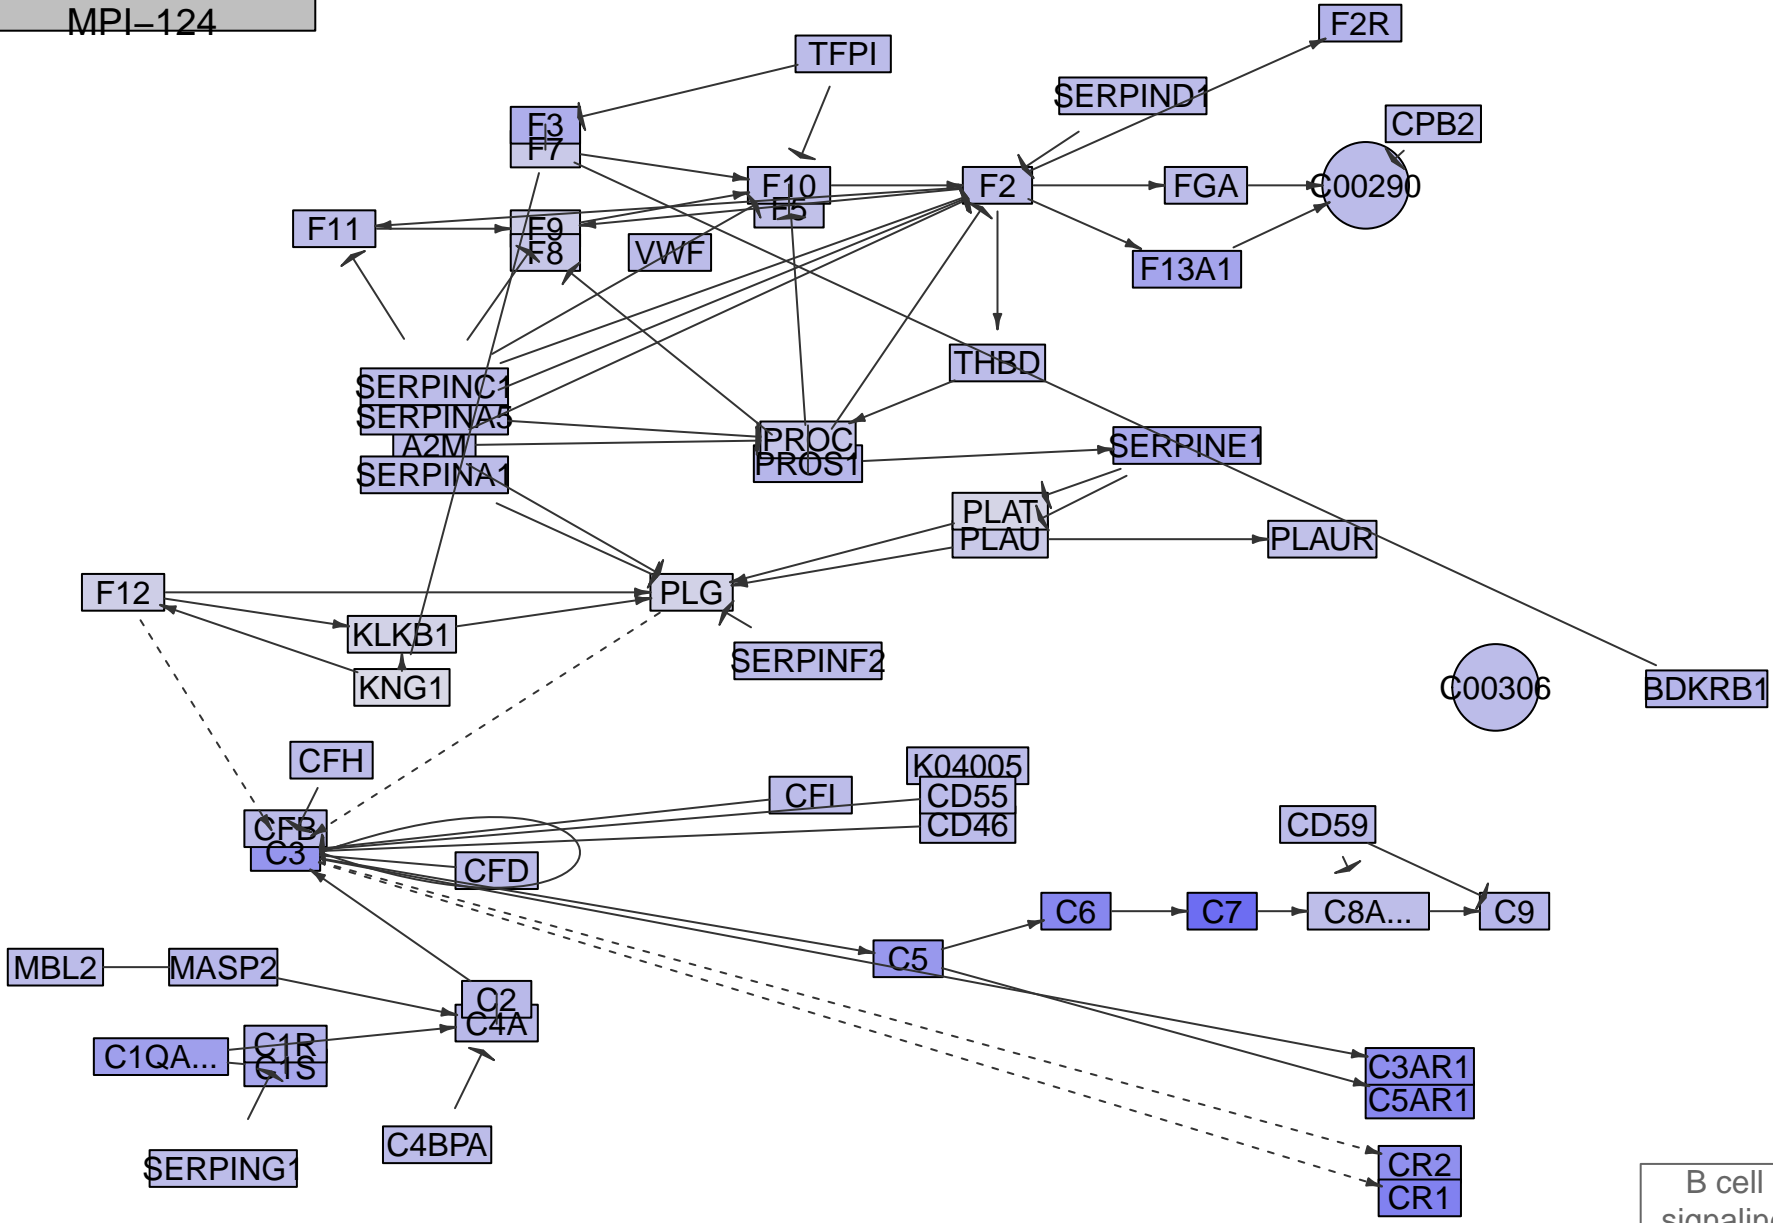 MPI–124
F2R
TFPI
SERPIND1
CPB2
F3
F7
F10
F5
F2
FGA
C00290
F11
F9
F8
VWF
F13A1
THBD
SERPINC1
SERPINA5
A2M
SERPINA1
PROC
PROS1
SERPINE1
PLAT
PLAU
PLAUR
F12
PLG
KLKB1
KNG1
SERPINF2
C00306
BDKRB1
CFH
CFI
K04005
CD55
CD46
CFB
C3
CFD
CD59
C6
C7
C8A...
C9
C5
MBL2
MASP2
C2
C4A
C1QA...
C1R
C1S
C3AR1
C5AR1
C4BPA
SERPING1
CR2
CR1
B cell
signaling